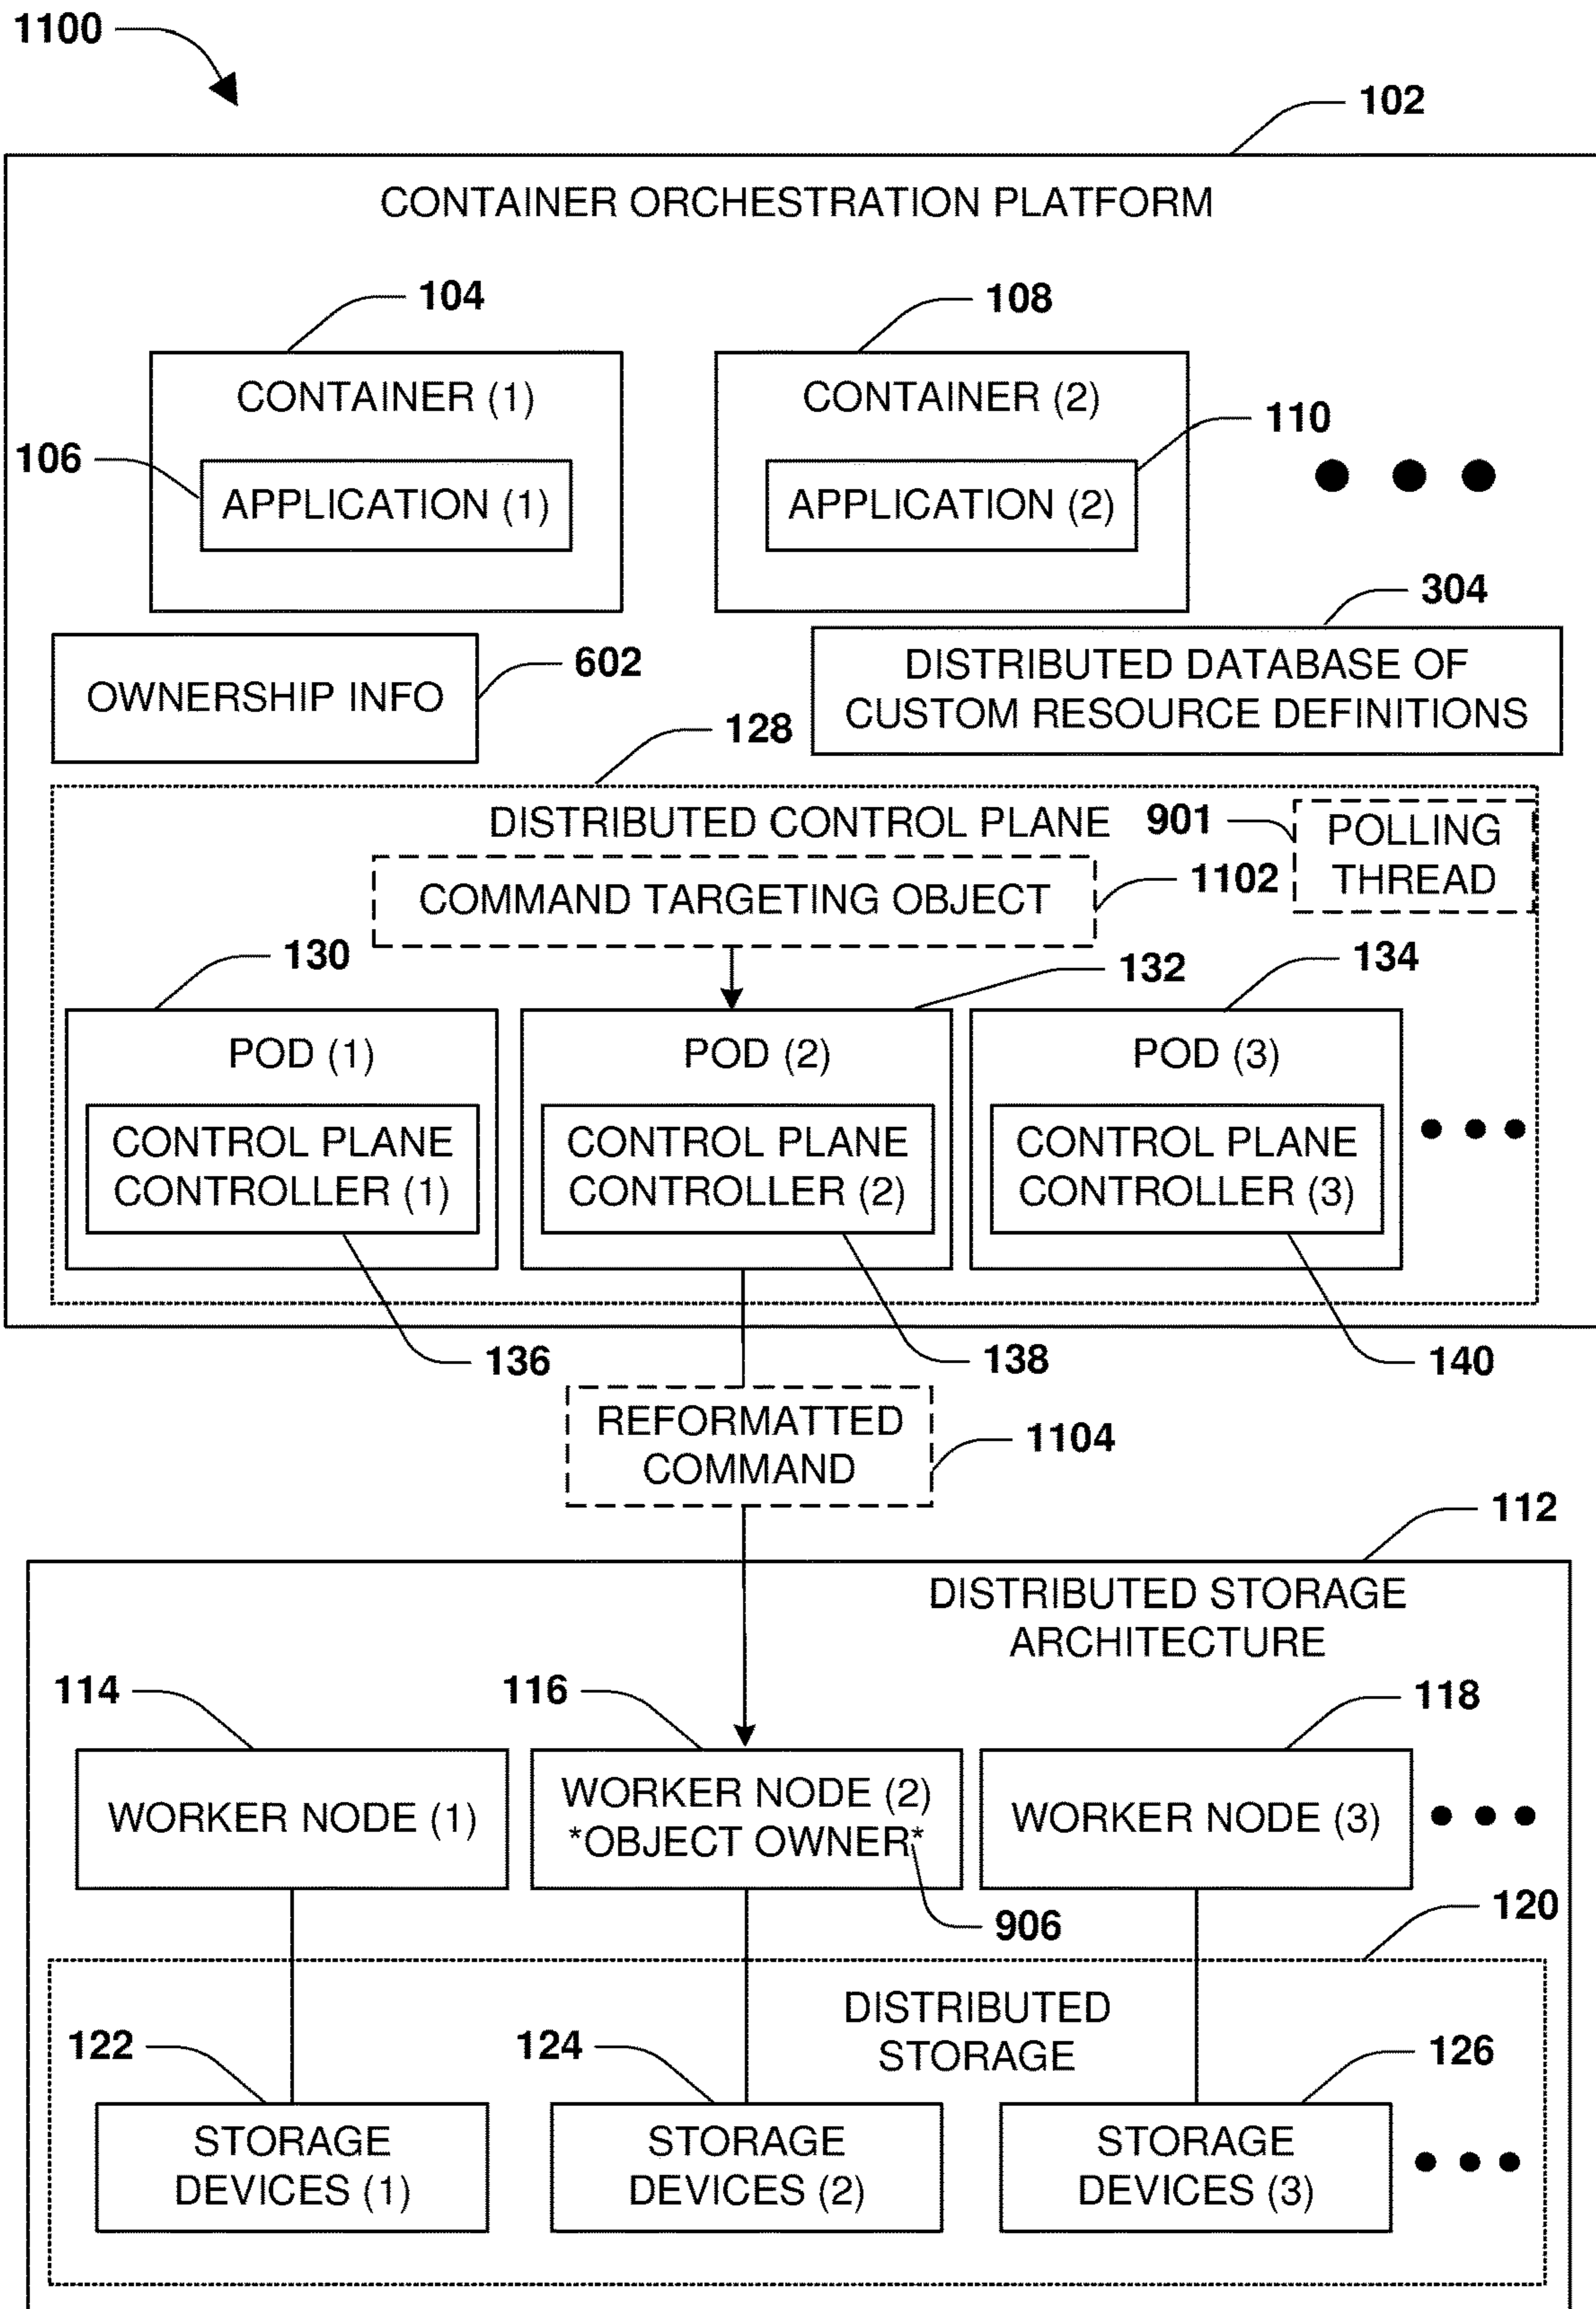 1100
102
CONTAINER ORCHESTRATION PLATFORM
104
108
CONTAINER (1)
CONTAINER (2)
110
106
APPLICATION (1)
APPLICATION (2)
304
OWNERSHIP INFO
602
DISTRIBUTED DATABASE OF
CUSTOM RESOURCE DEFINITIONS
128
DISTRIBUTED CONTROL PLANE
901
POLLING
THREAD
COMMAND TARGETING OBJECT
1102
130
132
134
POD (1)
POD (2)
POD (3)
CONTROL PLANE
CONTROLLER (1)
CONTROL PLANE
CONTROLLER (2)
CONTROL PLANE
CONTROLLER (3)
136
138
140
REFORMATTED
COMMAND
1104
112
DISTRIBUTED STORAGE
ARCHITECTURE
114
116
118
WORKER NODE (1)
WORKER NODE (2)
*OBJECT OWNER*
WORKER NODE (3)
906
120
DISTRIBUTED
STORAGE
122
124
126
STORAGE
DEVICES (1)
STORAGE
DEVICES (2)
STORAGE
DEVICES (3)